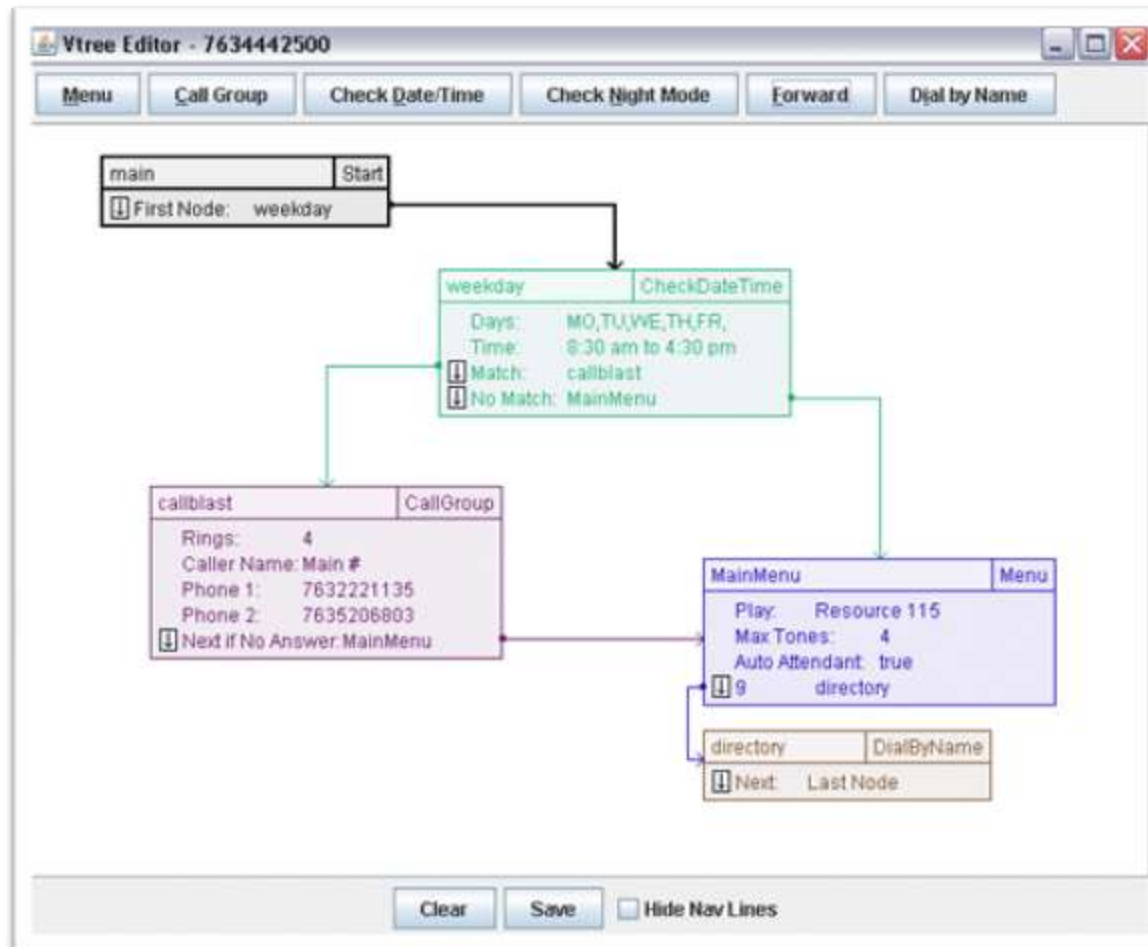 Vtree Editor - 7634442500
Menu Call Group Check Date/Time Check Night Mode Forward Dial by Name
main Start
First Node: weekday
weekday CheckDateTime
Days: MO,TU,WE,TH,FR,
Time: 8:30 am to 4:30 pm
Match: callblast
No Match: MainMenu
callblast CallGroup
Rings: 4
Caller Name: Main #
Phone 1: 7632221135
Phone 2: 7635206803
Next if No Answer: MainMenu
MainMenu Menu
Play: Resource 115
Max Tones: 4
Auto Attendant: true
9 directory
directory DialByName
Next: Last Node
Clear Save Hide Nav Lines